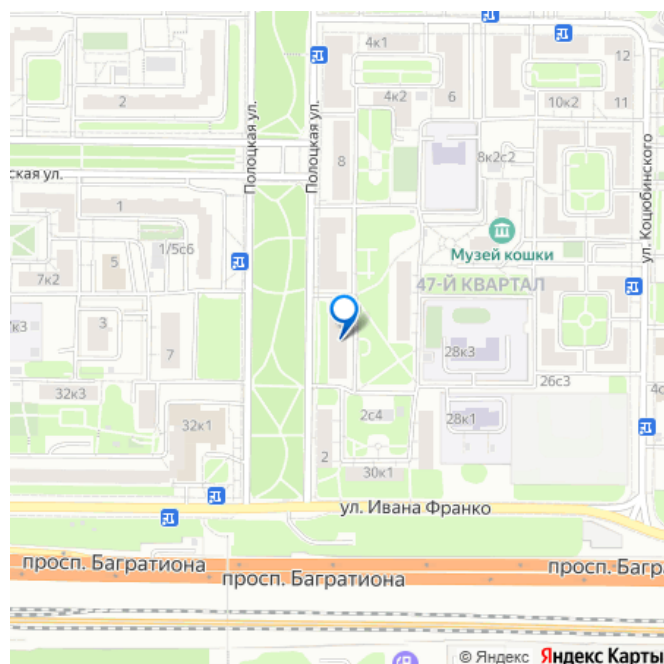 4к1
12
2
4к2
6
10к2
11
Полоцкая ул.
Полоцкая ул.
8
8к2с2
ская ул.
ул. Коцюбинского
1
Музей кошки
1/5с6
5
7к2
47-Й КВАРТАЛ
3
7
28к3
32к3
26с3
2с4
28к1
32к1
2
30к1
ул. Ивана Франко
просп. Багратиона
просп. Багратиона
просп. Багр
© Яндекс Яндекс Карты